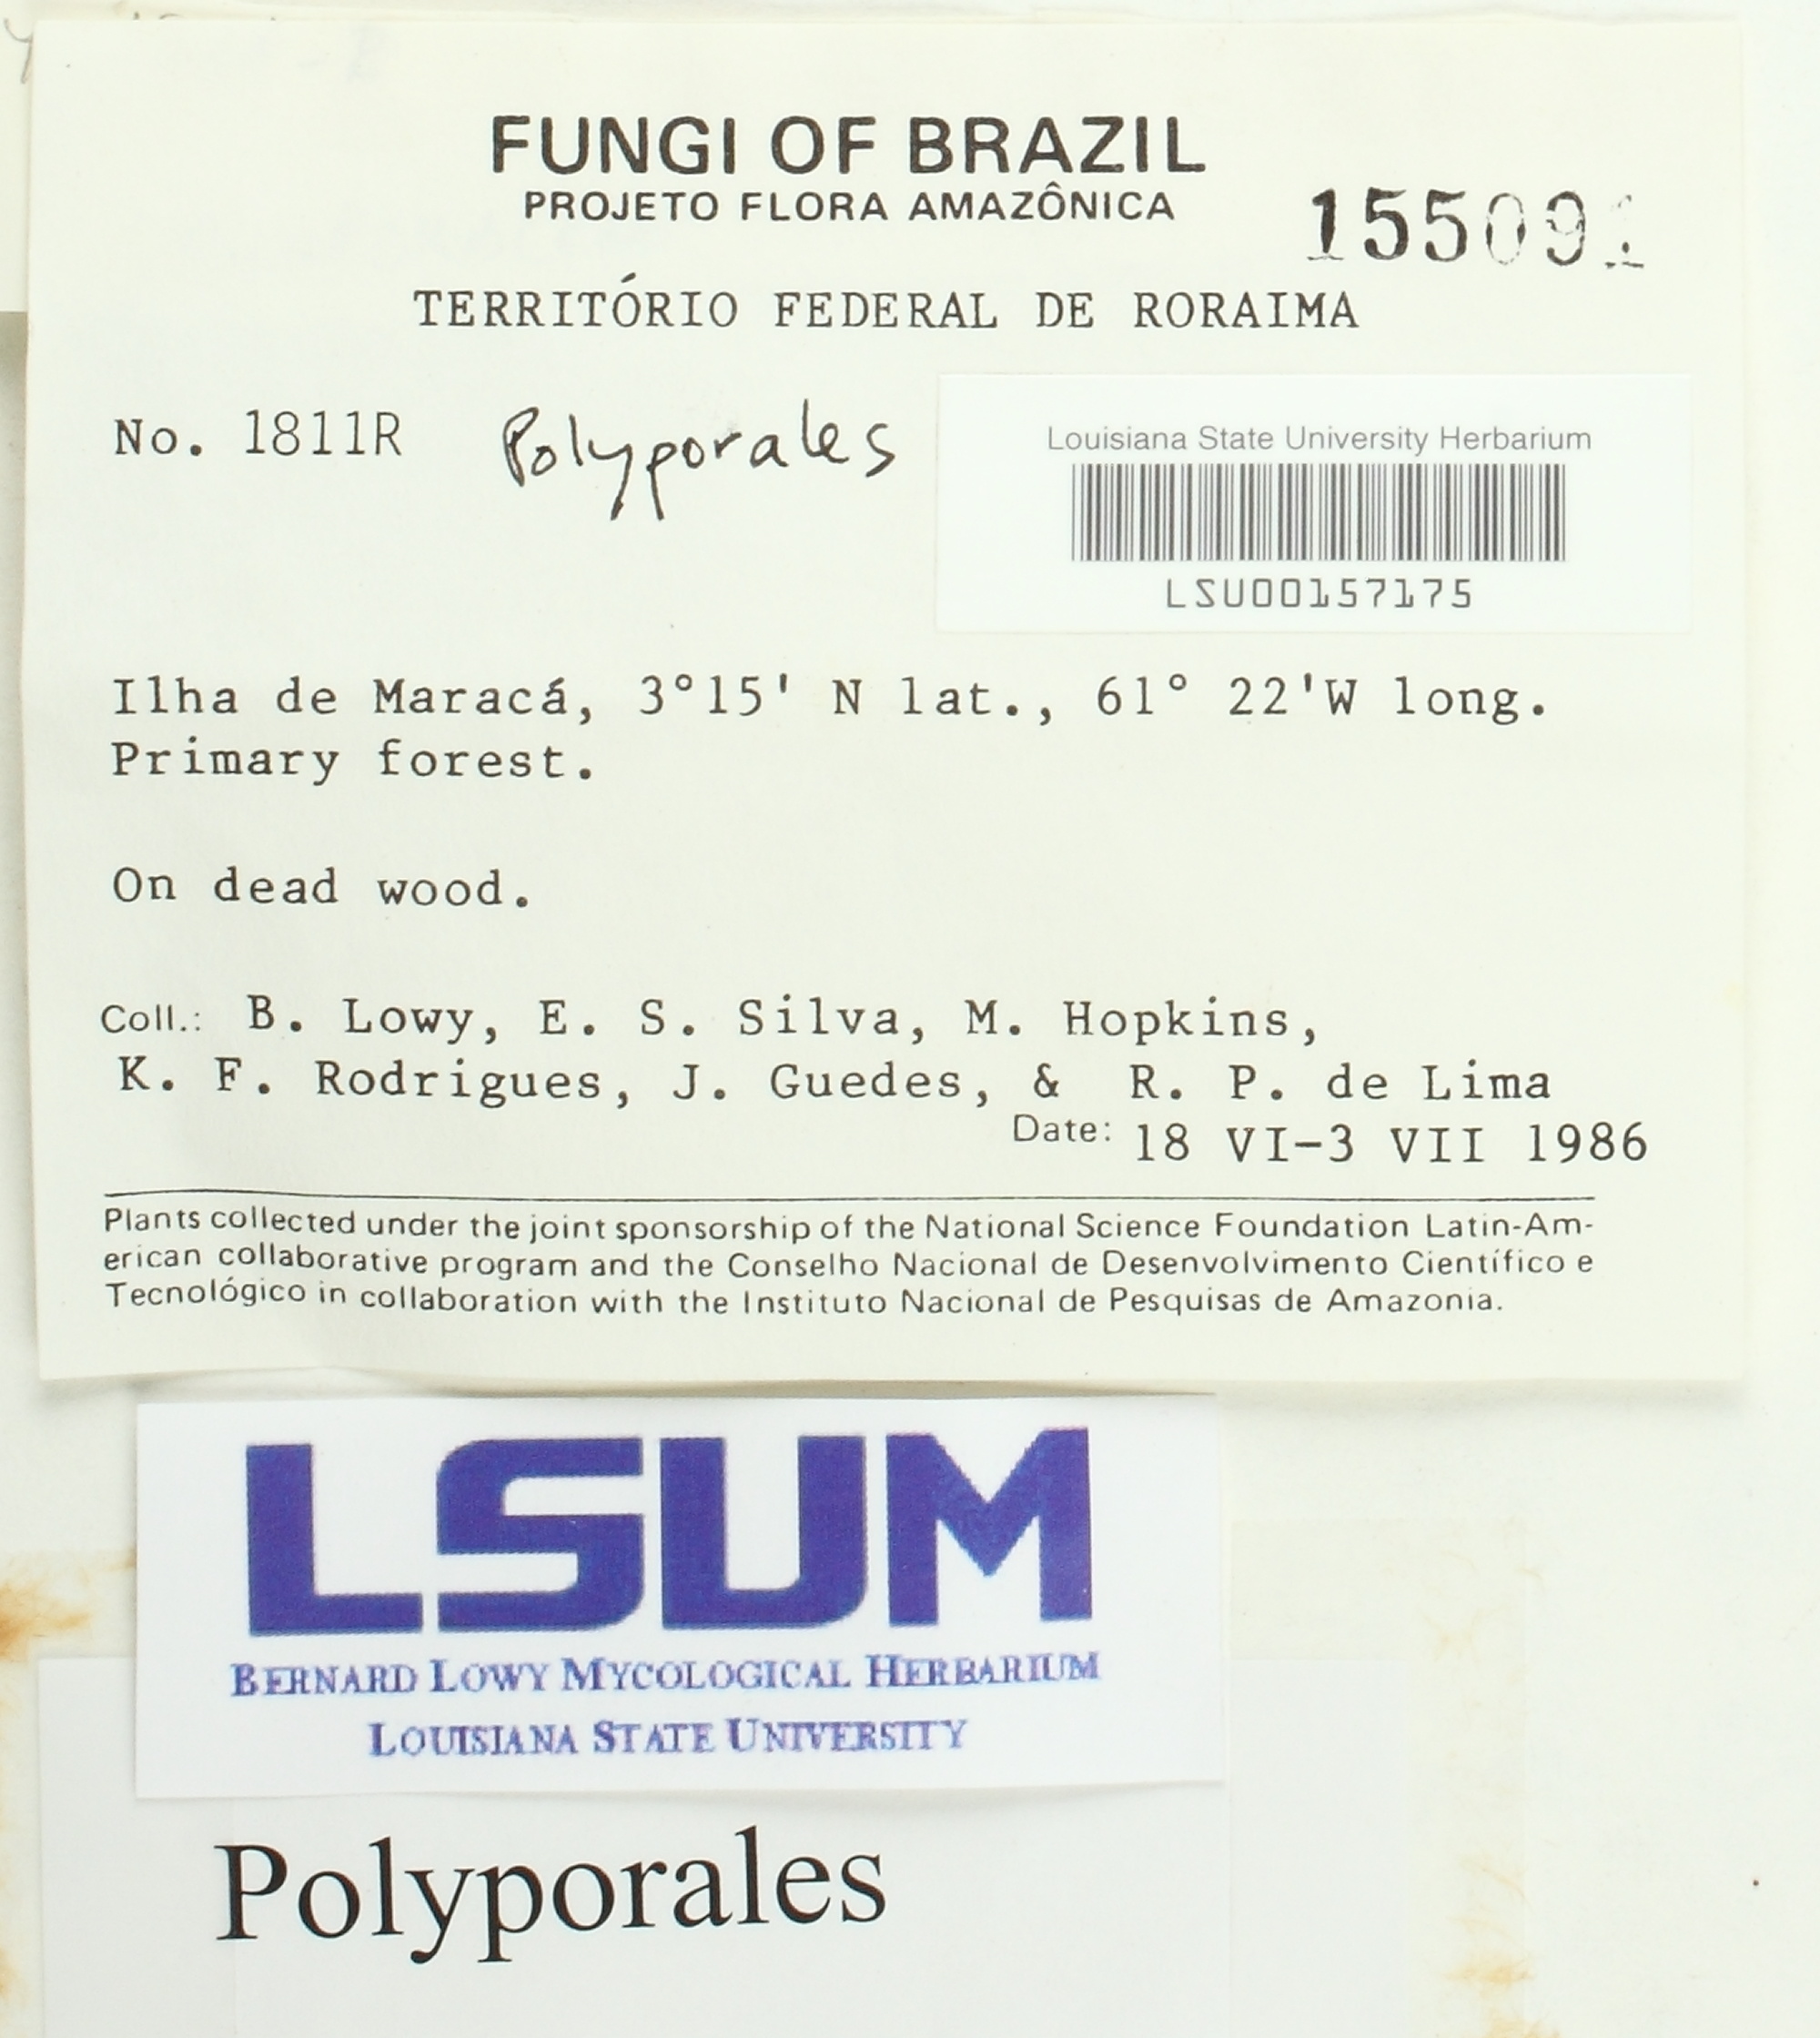 FUNGI OF BRAZIL
PROJETO FLORA AMAZÔNICA
155091
TERRITÓRIO FEDERAL DE RORAIMA
No. 1811R Polyporales
Louisiana State University Herbarium
LSU00157175
Ilha de Maracá, 3°15' N lat., 61° 22'W long.
Primary forest.
On dead wood.
Coll.: B. Lowy, E. S. Silva, M. Hopkins,
K. F. Rodrigues, J. Guedes, & R. P. de Lima
Date: 18 VI-3 VII 1986
Plants collected under the joint sponsorship of the National Science Foundation Latin-Am-
erican collaborative program and the Conselho Nacional de Desenvolvimento Científico e
Tecnológico in collaboration with the Instituto Nacional de Pesquisas de Amazonia.
LSUM
BERNARD LOWY MYCOLOGICAL HERBARIUM
LOUISIANA STATE UNIVERSITY
Polyporales